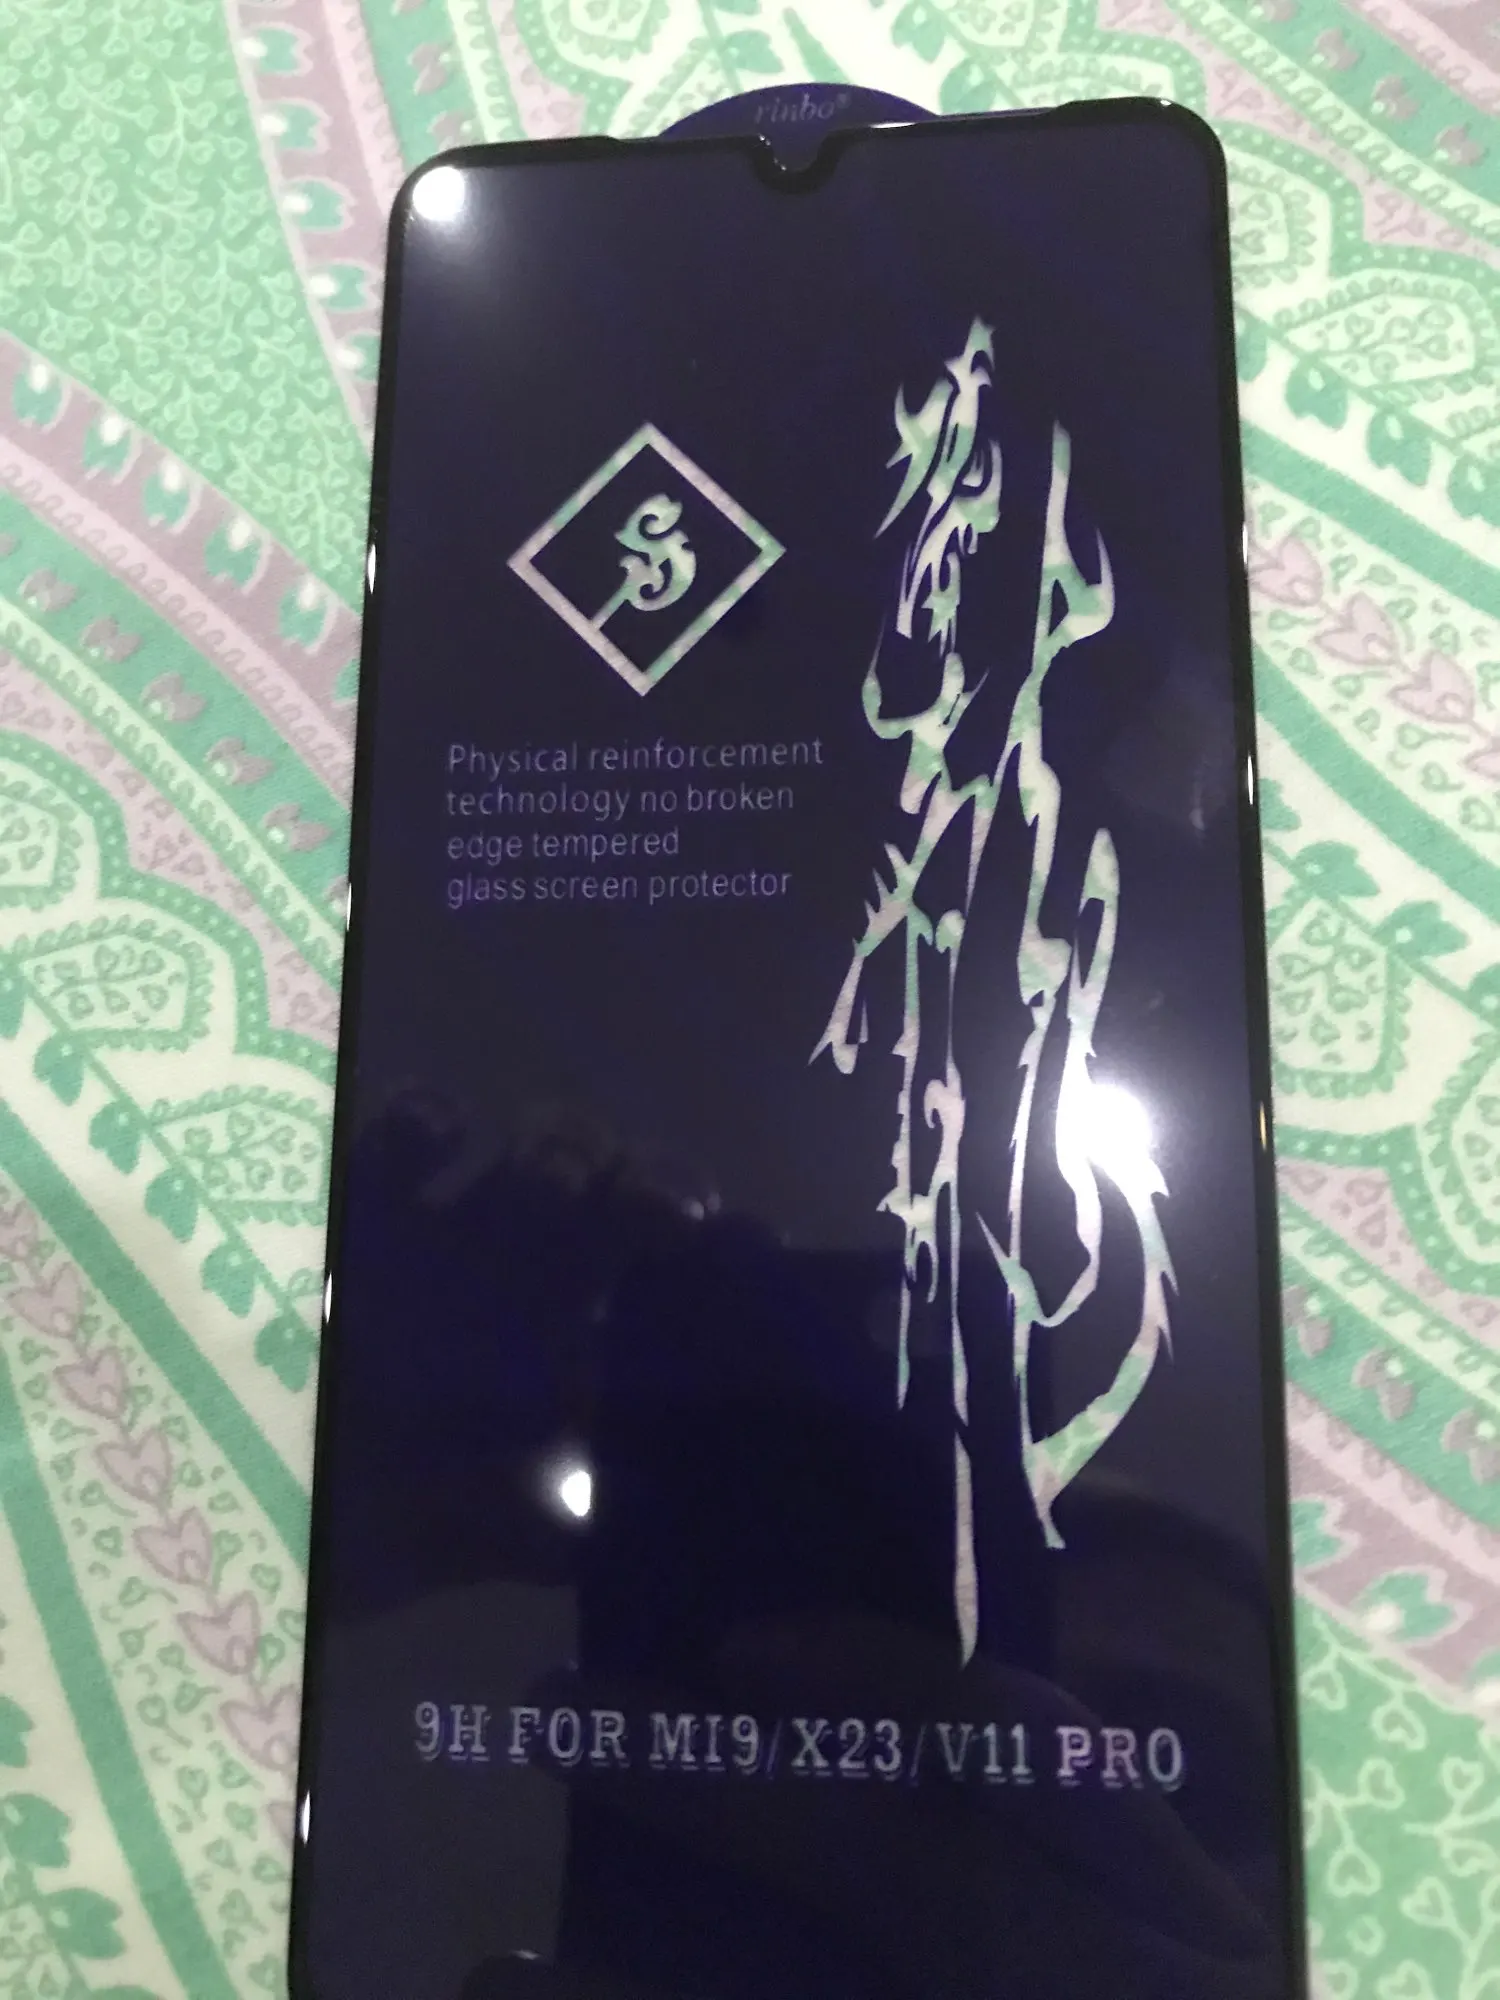 rinbo®
Physical reinforcement
technology no broken
edge tempered
glass screen protector
9H FOR MI9/X23/V11 PRO